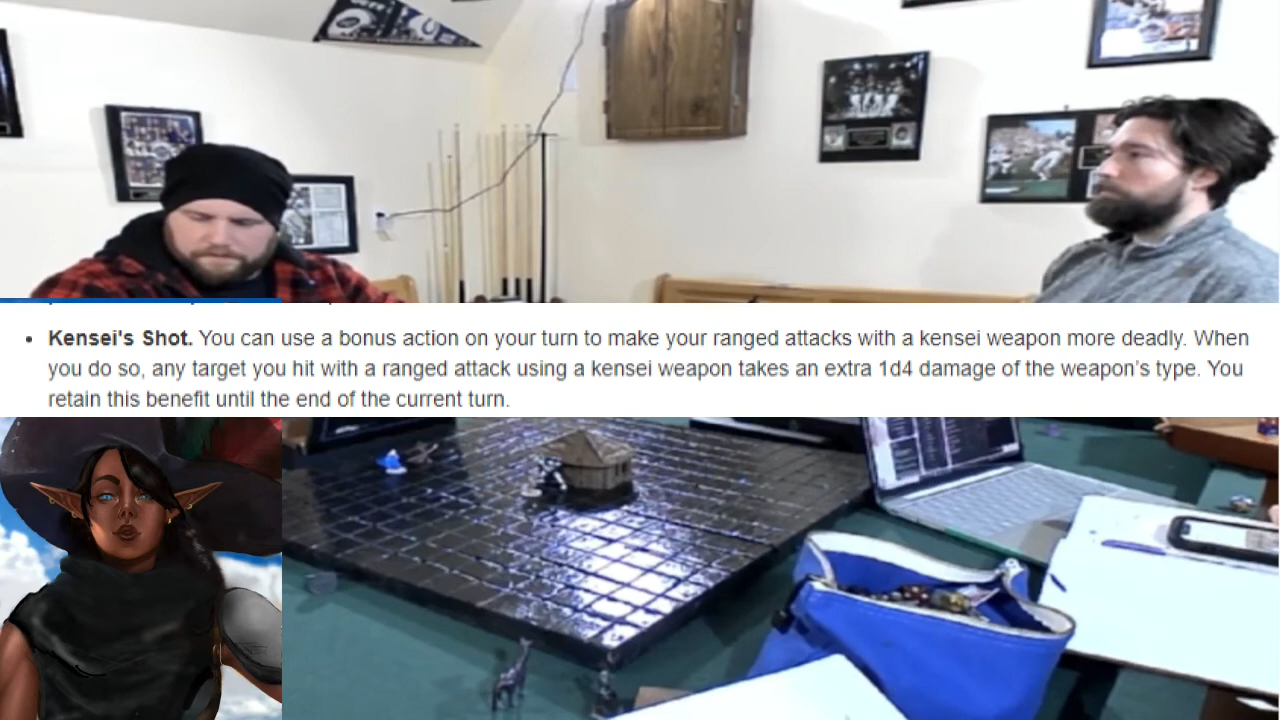 • Kensei's Shot. You can use a bonus action on your turn to make your ranged attacks with a kensei weapon more deadly. When
you do so, any target you hit with a ranged attack using a kensei weapon takes an extra 1d4 damage of the weapon’s type. You
retain this benefit until the end of the current turn.